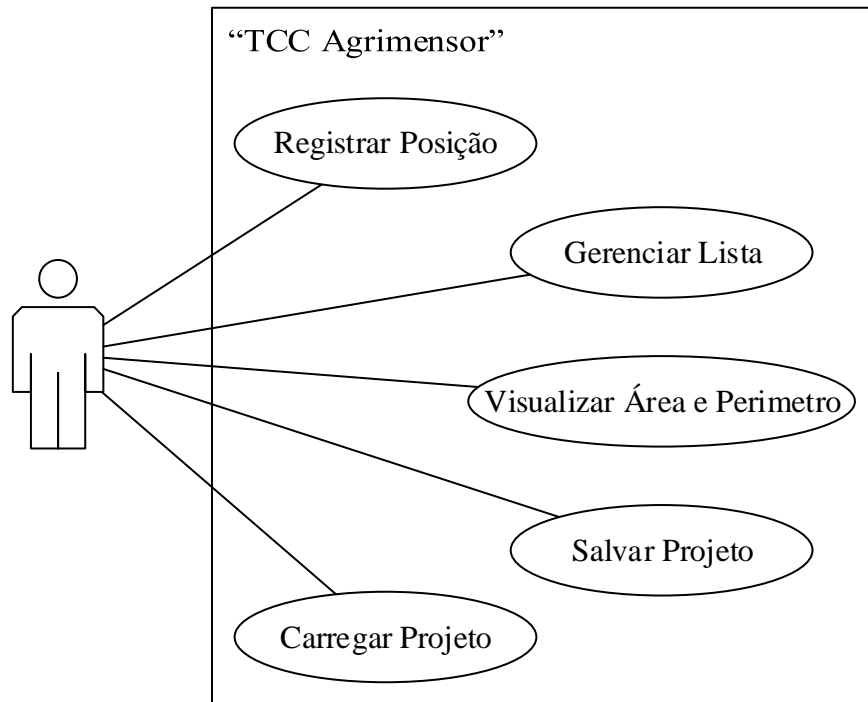 “TCC Agrimensor”
Registrar Posição
Gerenciar Lista
Visualizar Área e Perimetro
Salvar Projeto
Carregar Projeto